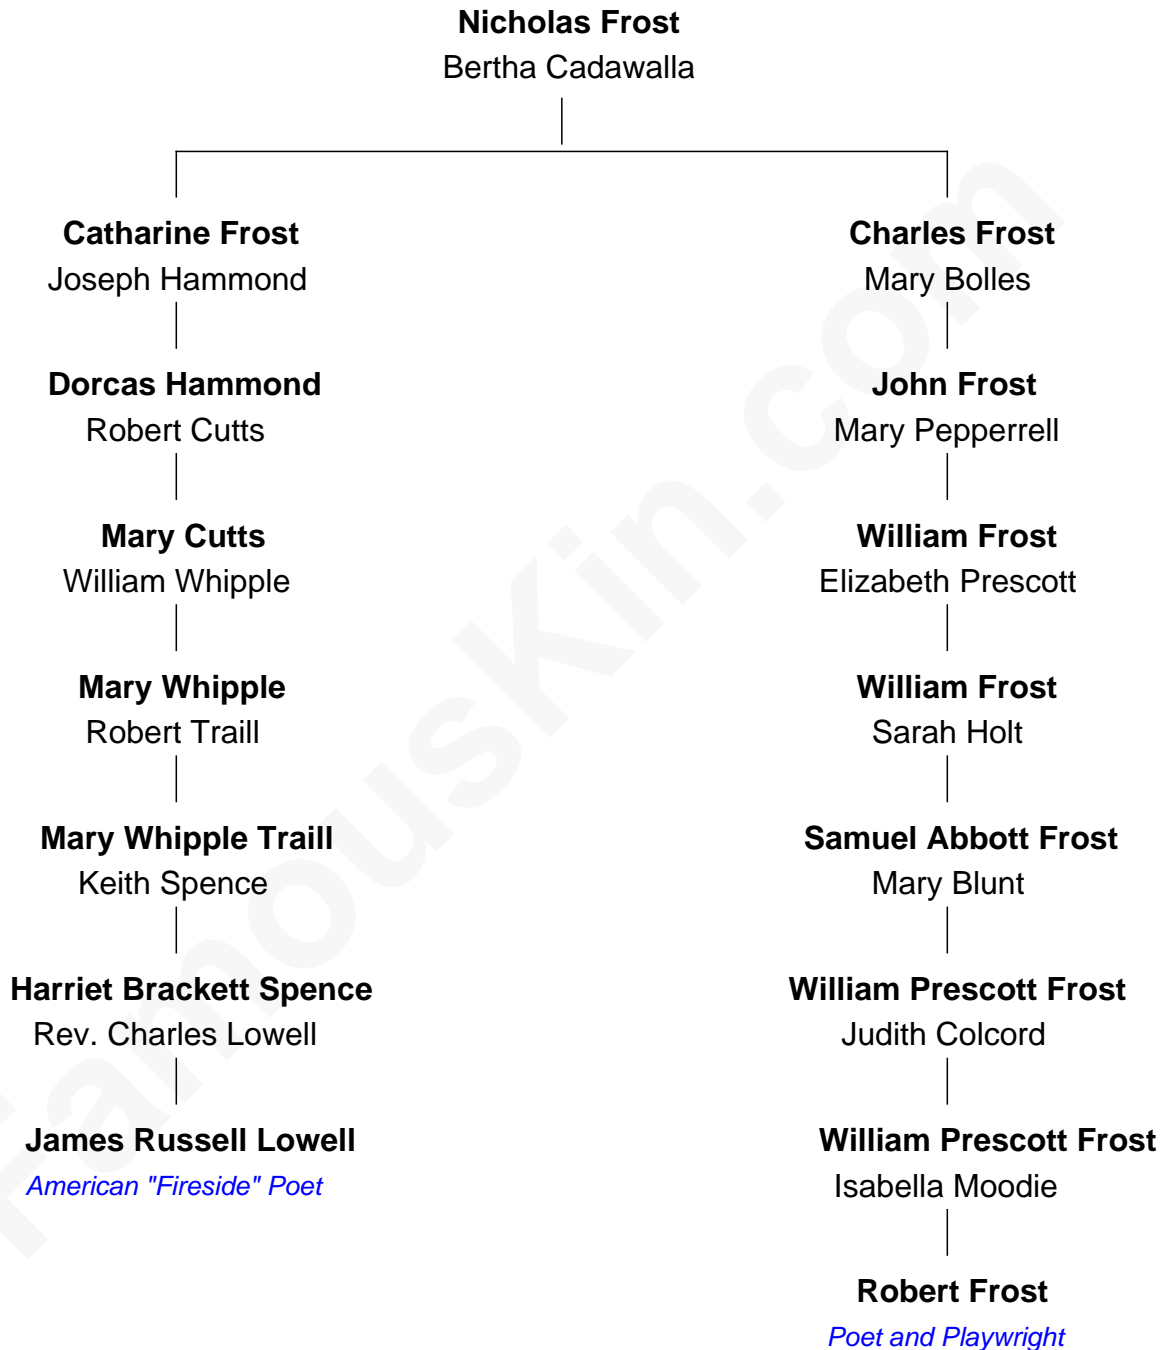 Nicholas Frost
Bertha Cadawalla
Catharine Frost
Joseph Hammond
Charles Frost
Mary Bolles
Dorcas Hammond
Robert Cutts
John Frost
Mary Pepperrell
Mary Cutts
William Whipple
William Frost
Elizabeth Prescott
Mary Whipple
Robert Traill
William Frost
Sarah Holt
Mary Whipple Traill
Keith Spence
Samuel Abbott Frost
Mary Blunt
Harriet Brackett Spence
Rev. Charles Lowell
William Prescott Frost
Judith Colcord
James Russell Lowell
American "Fireside" Poet
William Prescott Frost
Isabella Moodie
Robert Frost
Poet and Playwright
FamousKin.com